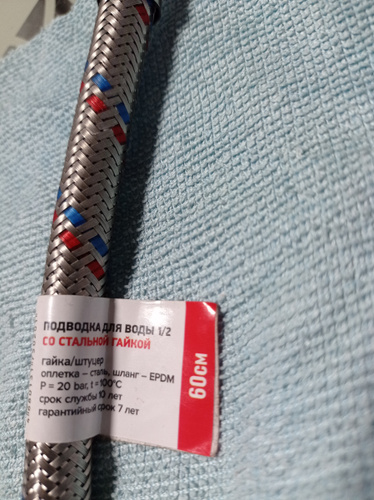 ПОДВОДКА ДЛЯ ВОДЫ 1/2
СО СТАЛЬНОЙ ГАЙКОЙ
гайка/штуцер
оплетка – сталь, шланг – EPDM
P = 20 bar, t = 100°C
срок службы 10 лет
гарантийный срок 7 лет
60см